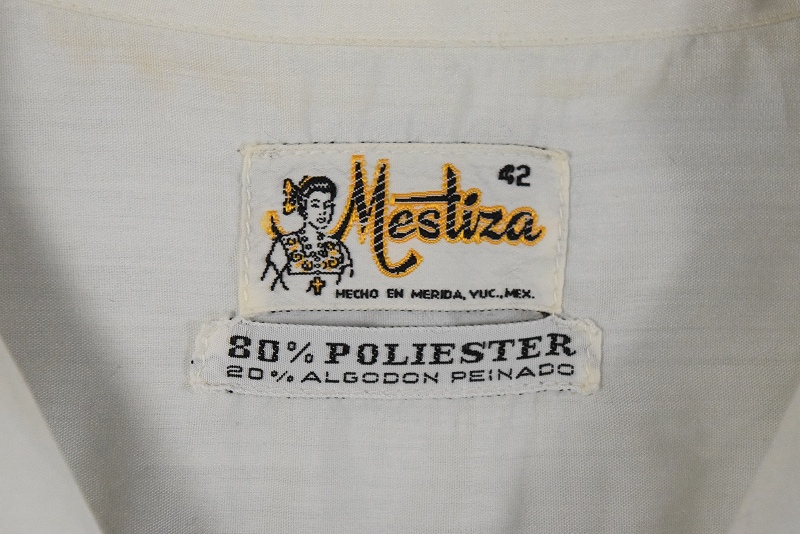 42
Mestiza
HECHO EN MERIDA, YUC., MEX.
80% POLIESTER
20% ALGODON PEINADO